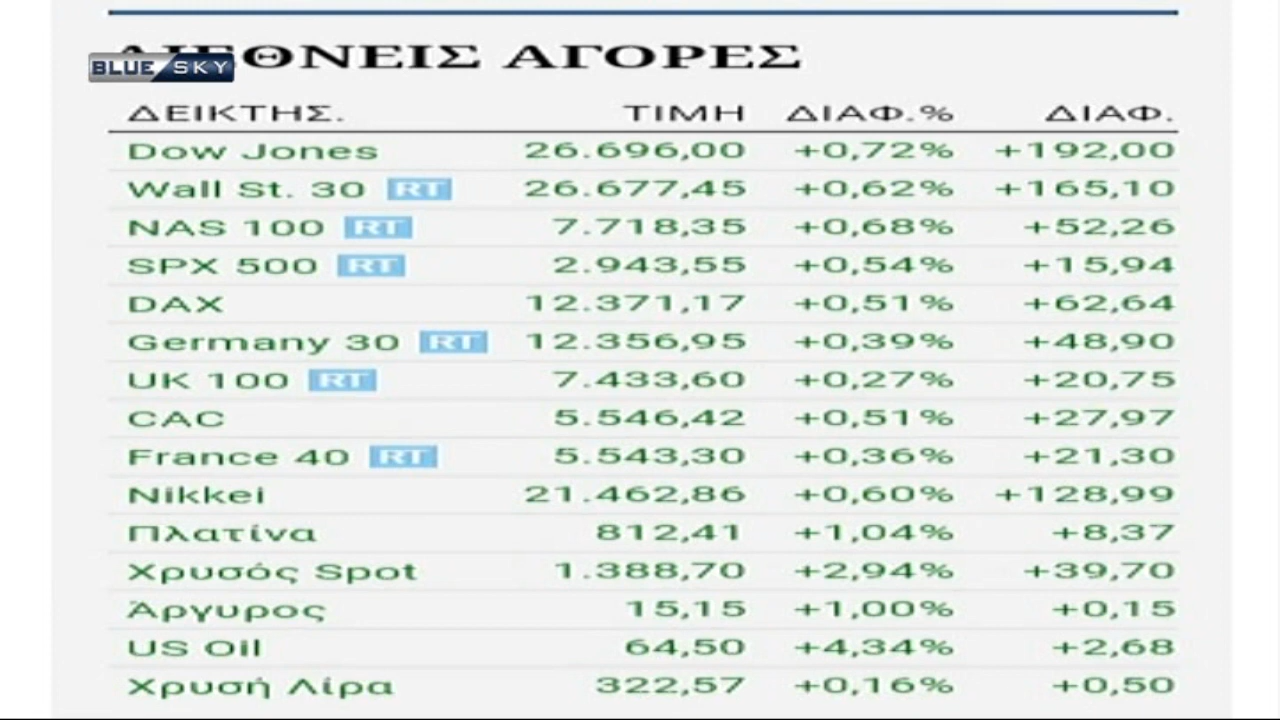 BLUE SKY
ΔΙΕΘΝΕΙΣ ΑΓΟΡΕΣ
ΔΕΙΚΤΗΣ. ΤΙΜΗ ΔΙΑΦ.% ΔΙΑΦ.
Dow Jones 26.696,00 +0,72% +192,00
Wall St. 30 RT 26.677,45 +0,62% +165,10
NAS 100 RT 7.718,35 +0,68% +52,26
SPX 500 RT 2.943,55 +0,54% +15,94
DAX 12.371,17 +0,51% +62,64
Germany 30 RT 12.356,95 +0,39% +48,90
UK 100 RT 7.433,60 +0,27% +20,75
CAC 5.546,42 +0,51% +27,97
France 40 RT 5.543,30 +0,36% +21,30
Nikkei 21.462,86 +0,60% +128,99
Πλατίνα 812,41 +1,04% +8,37
Χρυσός Spot 1.388,70 +2,94% +39,70
Άργυρος 15,15 +1,00% +0,15
US Oil 64,50 +4,34% +2,68
Χρυσή Λίρα 322,57 +0,16% +0,50